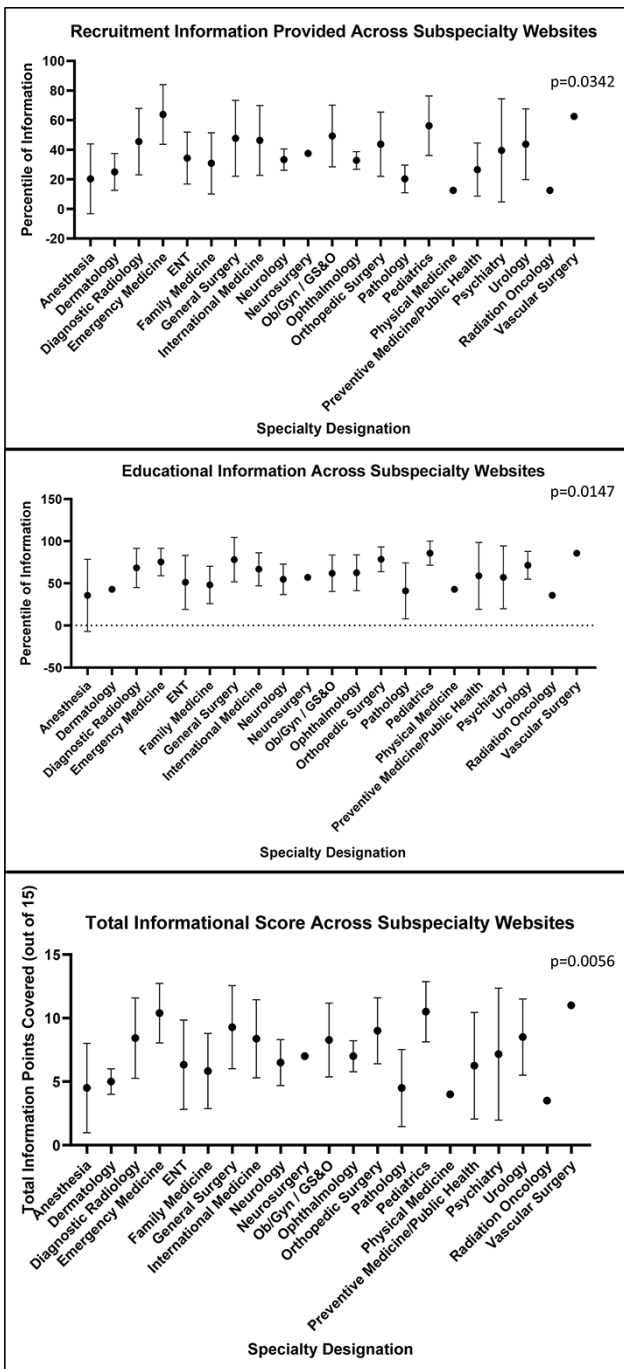 Recruitment Information Provided Across Subspecialty Websites
p=0.0342
Percentile of Information
100
80
60
40
20
0
-20
Anesthesia
Dermatology
Diagnostic Radiology
Emergency Medicine
ENT
Family Medicine
General Surgery
International Medicine
Neurology
Neurosurgery
Ob/Gyn / GS&O
Ophthalmology
Orthopedic Surgery
Pathology
Pediatrics
Physical Medicine
Preventive Medicine/Public Health
Psychiatry
Urology
Radiation Oncology
Vascular Surgery
Specialty Designation
Educational Information Across Subspecialty Websites
p=0.0147
Percentile of Information
150
100
50
0
-50
Anesthesia
Dermatology
Diagnostic Radiology
Emergency Medicine
ENT
Family Medicine
General Surgery
International Medicine
Neurology
Neurosurgery
Ob/Gyn / GS&O
Ophthalmology
Orthopedic Surgery
Pathology
Pediatrics
Physical Medicine
Preventive Medicine/Public Health
Psychiatry
Urology
Radiation Oncology
Vascular Surgery
Specialty Designation
Total Informational Score Across Subspecialty Websites
p=0.0056
Total Information Points Covered (out of 15)
15
10
5
0
Anesthesia
Dermatology
Diagnostic Radiology
Emergency Medicine
ENT
Family Medicine
General Surgery
International Medicine
Neurology
Neurosurgery
Ob/Gyn / GS&O
Ophthalmology
Orthopedic Surgery
Pathology
Pediatrics
Physical Medicine
Preventive Medicine/Public Health
Psychiatry
Urology
Radiation Oncology
Vascular Surgery
Specialty Designation